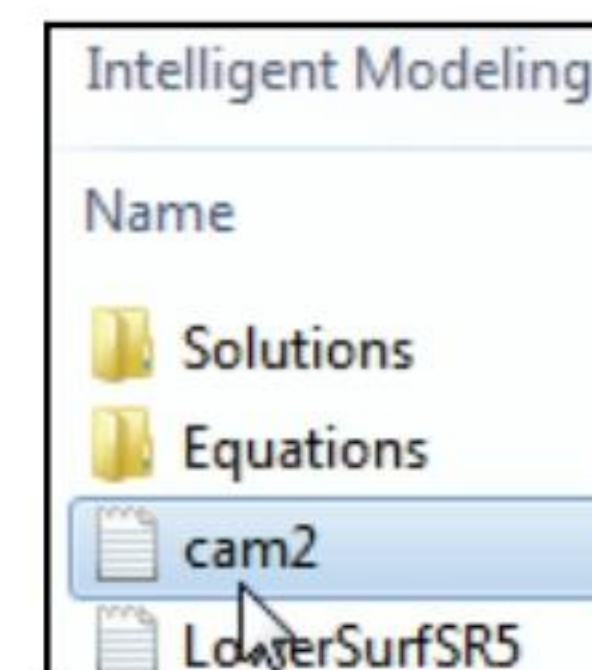 Intelligent Modeling
Name
Solutions
Equations
cam2
LowerSurfSR5